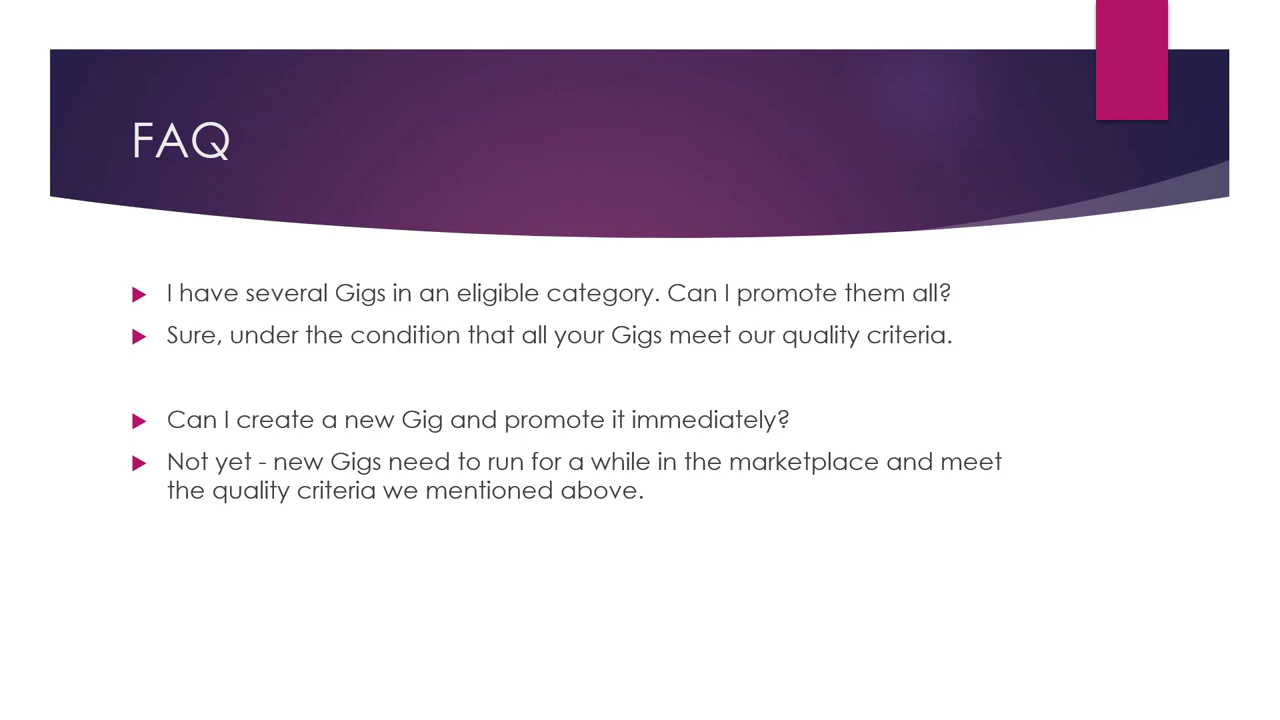 FAQ
I have several Gigs in an eligible category. Can I promote them all?
Sure, under the condition that all your Gigs meet our quality criteria.
Can I create a new Gig and promote it immediately?
Not yet - new Gigs need to run for a while in the marketplace and meet
the quality criteria we mentioned above.